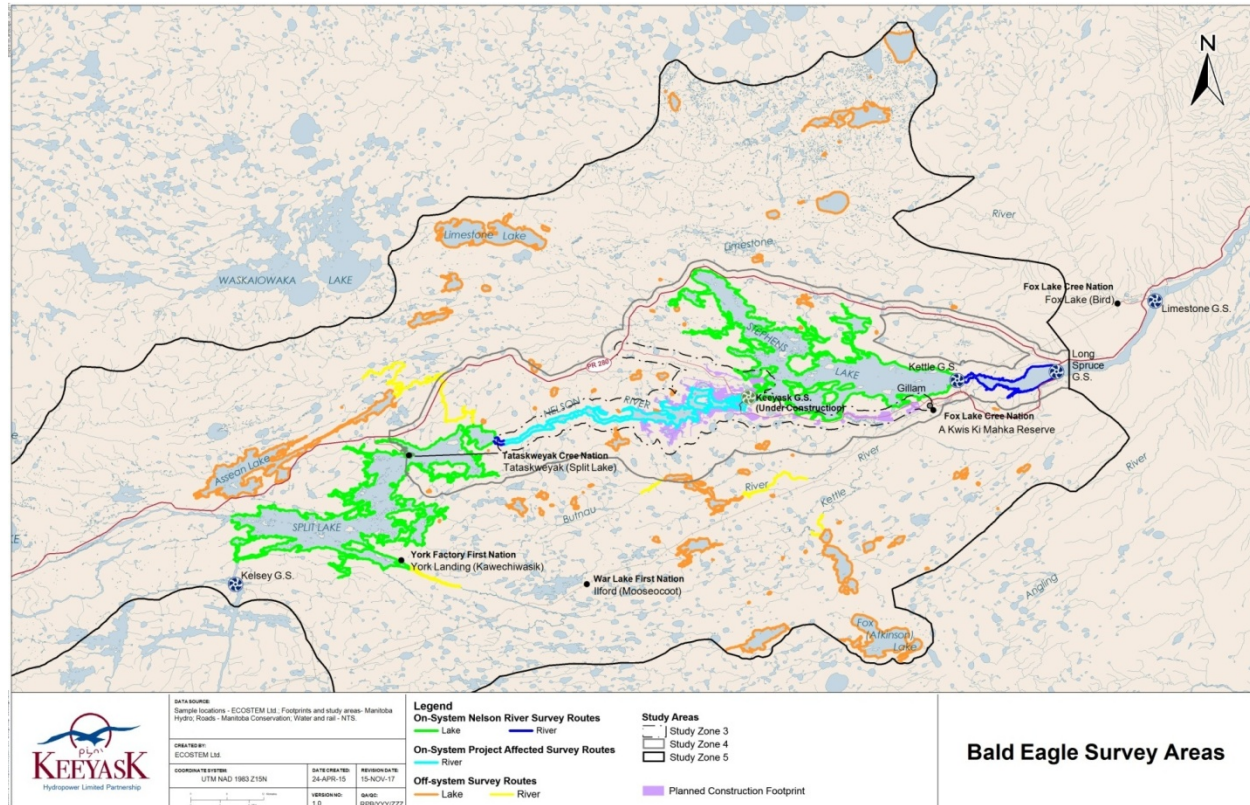 N
WASKAIOWAKA LAKE
Limestone Lake
Limestone
River
Fox Lake Cree Nation
Fox Lake (Bird)
Limestone G.S.
STEPHENS
LAKE
Kettle G.S.
Long
Spruce
G.S.
PR 280
Gillam
NELSON RIVER
Keeyask G.S.
(Under Construction)
Fox Lake Cree Nation
A Kwis Ki Mahka Reserve
Tataskweyak Cree Nation
Tataskweyak (Split Lake)
Assean Lake
River
River
Kettle
Butnau
SPLIT LAKE
York Factory First Nation
York Landing (Kawechiwasik)
Kelsey G.S.
War Lake First Nation
Ilford (Mooseocoot)
Angling
River
Fox
(Atkinson)
Lake
KEEYASK
Hydropower Limited Partnership
DATA SOURCE:
Sample locations - ECOSTEM Ltd.; Footprints and study areas- Manitoba
Hydro; Roads - Manitoba Conservation; Water and rail - NTS.
CREATED BY:
ECOSTEM Ltd.
COORDINATE SYSTEM:
UTM NAD 1983 Z15N
DATE CREATED:
24-APR-15
REVISION DATE:
15-NOV-17
VERSION NO:
1.0
QA/QC:
Legend
On-System Nelson River Survey Routes
Lake River
On-System Project Affected Survey Routes
River
Off-system Survey Routes
Lake River
Study Areas
Study Zone 3
Study Zone 4
Study Zone 5
Planned Construction Footprint
Bald Eagle Survey Areas